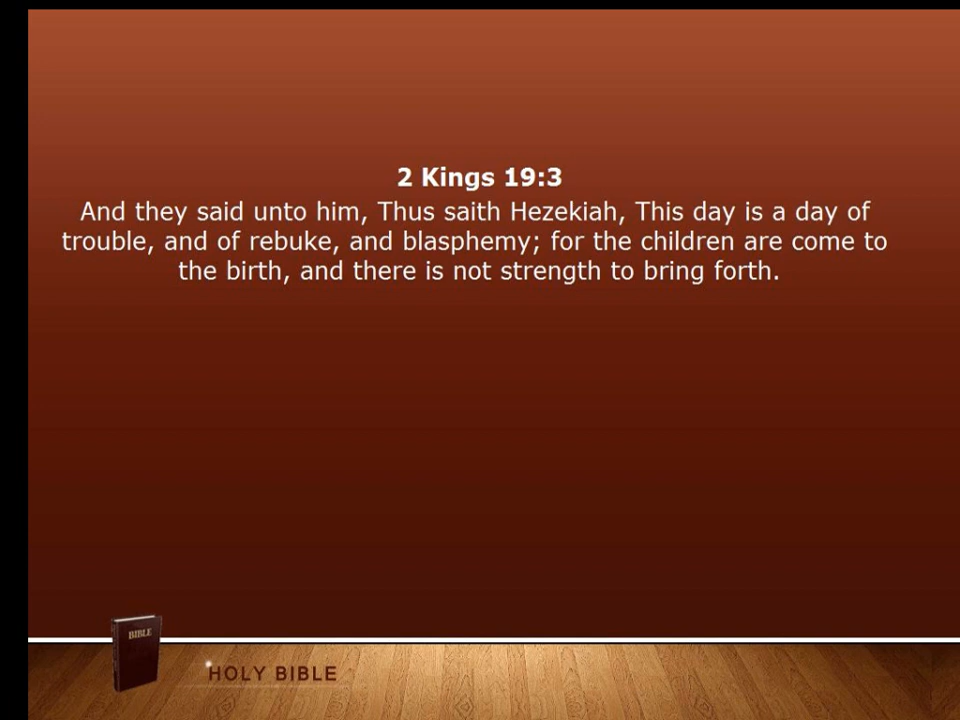 2 Kings 19:3
And they said unto him, Thus saith Hezekiah, This day is a day of
trouble, and of rebuke, and blasphemy; for the children are come to
the birth, and there is not strength to bring forth.
BIBLE
HOLY BIBLE